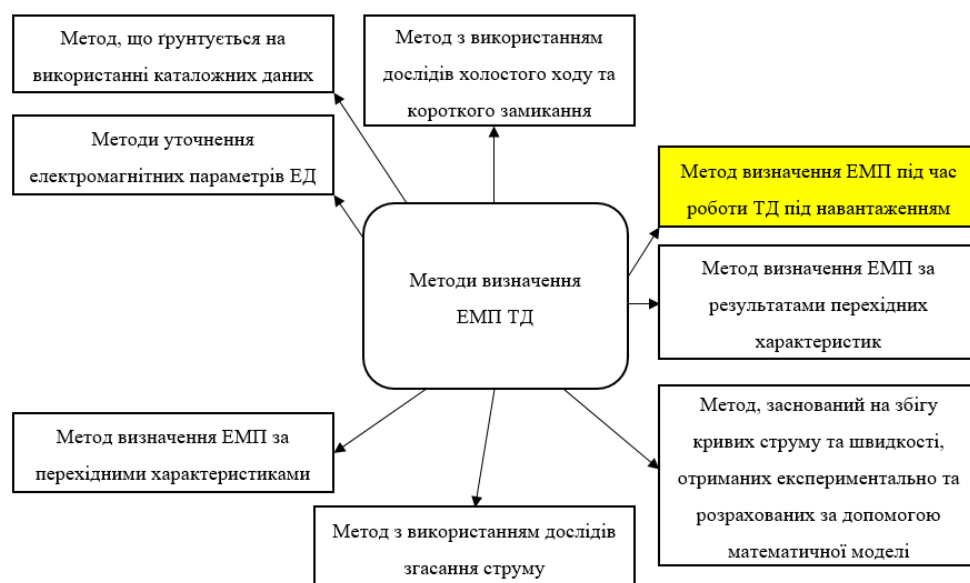 Метод, що ґрунтується на
використанні каталожних даних
Метод з використанням
дослідів холостого ходу та
короткого замикання
Методи уточнення
електромагнітних параметрів ЕД
Метод визначення ЕМП під час
роботи ТД під навантаженням
Методи визначення
ЕМП ТД
Метод визначення ЕМП за
результатами перехідних
характеристик
Метод визначення ЕМП за
перехідними характеристиками
Метод, заснований на збігу
кривих струму та швидкості,
отриманих експериментально та
розрахованих за допомогою
математичної моделі
Метод з використанням дослідів
згасання струму